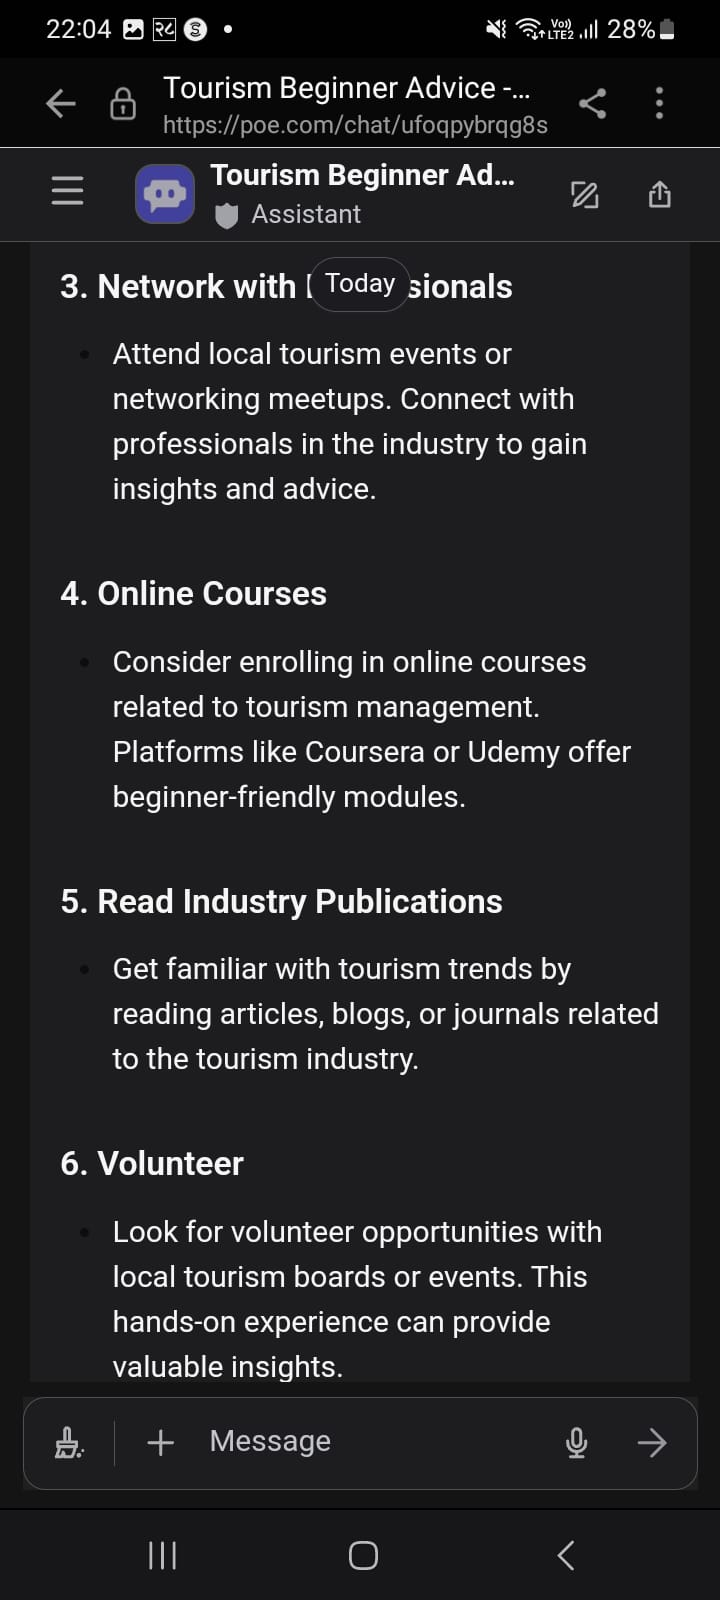 22:04 २८ Vo)) LTE2 28%
Tourism Beginner Advice -...
https://poe.com/chat/ufoqpybrqg8s
Tourism Beginner Ad...
Assistant
Today
3. Network with sionals
Attend local tourism events or
networking meetups. Connect with
professionals in the industry to gain
insights and advice.
4. Online Courses
Consider enrolling in online courses
related to tourism management.
Platforms like Coursera or Udemy offer
beginner-friendly modules.
5. Read Industry Publications
Get familiar with tourism trends by
reading articles, blogs, or journals related
to the tourism industry.
6. Volunteer
Look for volunteer opportunities with
local tourism boards or events. This
hands-on experience can provide
valuable insights.
Message